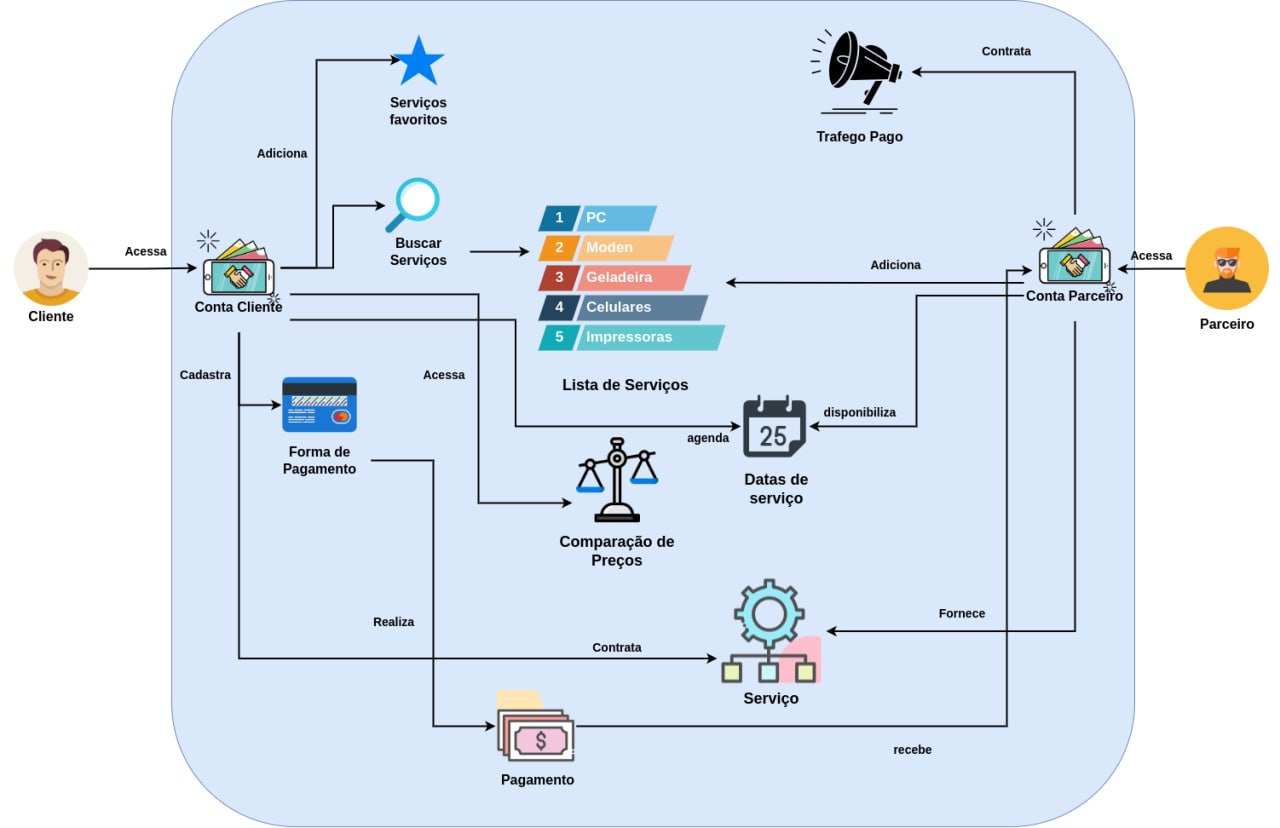 Contrata
Serviços
favoritos
Trafego Pago
Adiciona
1 PC
2 Moden
3 Geladeira
4 Celulares
5 Impressoras
Buscar
Serviços
Acessa
Cliente
Conta Cliente
Adiciona
Acessa
Conta Parceiro
Parceiro
Cadastra
Acessa
Lista de Serviços
disponibiliza
agenda
25
Forma de
Pagamento
Datas de
serviço
Comparação de
Preços
Realiza
Fornece
Contrata
Serviço
$
recebe
Pagamento